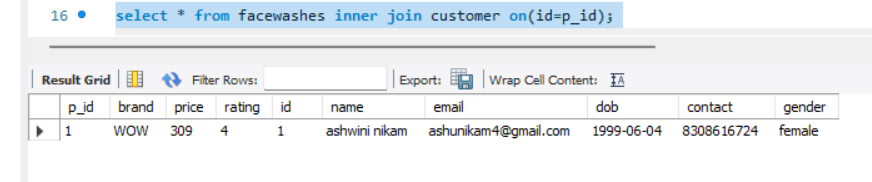 16 select * from facewashes inner join customer on(id=p_id);
Result Grid Filter Rows: Export: Wrap Cell Content: IA
p_id brand price rating id name email dob contact gender
1 WOW 309 4 1 ashwini nikam ashunikam4@gmail.com 1999-06-04 8308616724 female